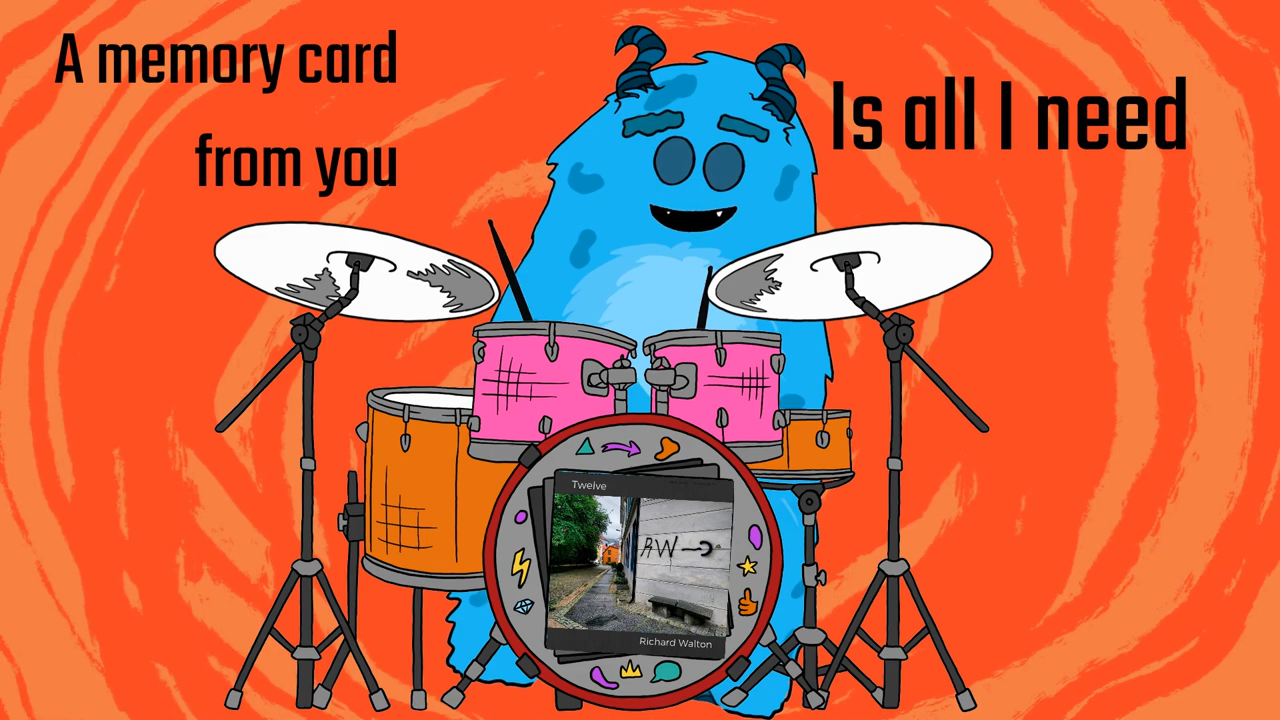 A memory card
from you
Is all I need
Twelve
RW
Richard Walton